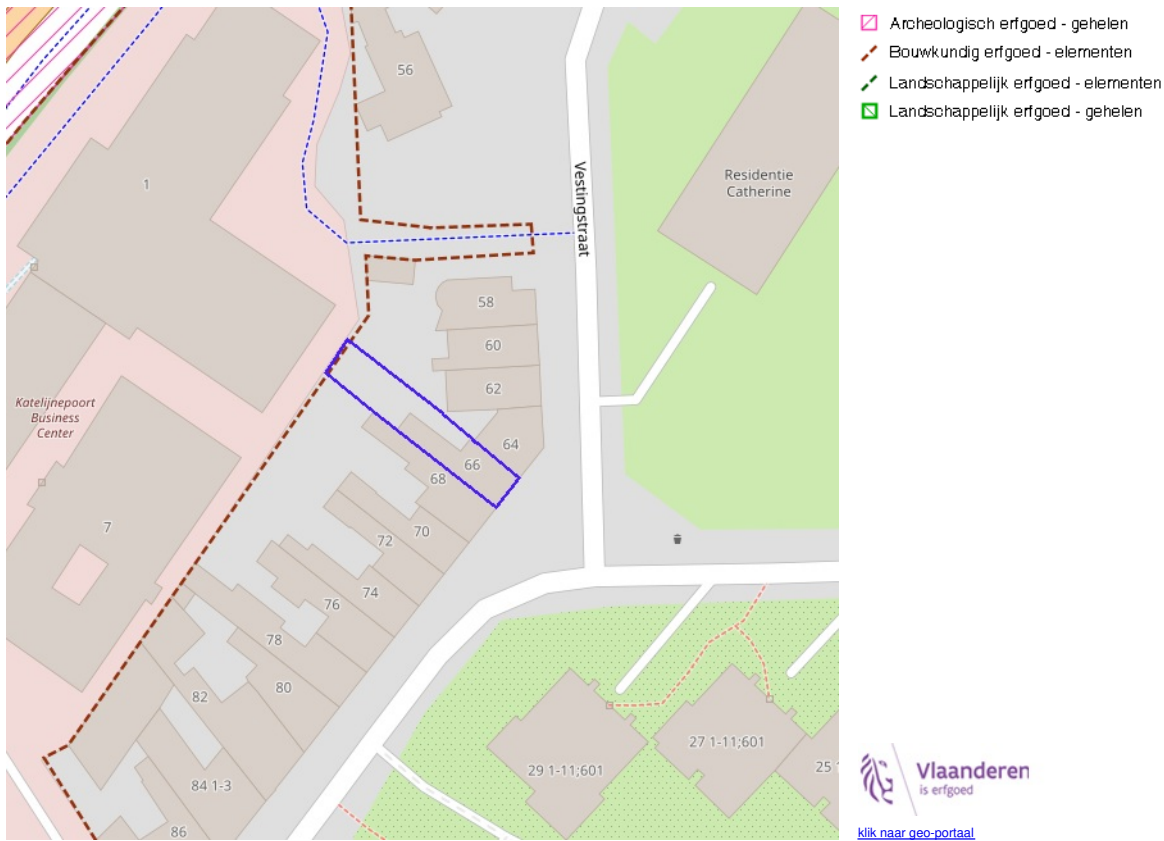 Archeologisch erfgoed - gehelen
Bouwkundig erfgoed - elementen
Landschappelijk erfgoed - elementen
Landschappelijk erfgoed - gehelen
56
Vestingstraat
Residentie
Catherine
1
58
60
62
64
66
68
Katelijnepoort
Business
Center
7
70
72
74
76
78
80
82
84 1-3
86
27 1-11;601
29 1-11;601
25
Vlaanderen
is erfgoed
klik naar geo-portaal